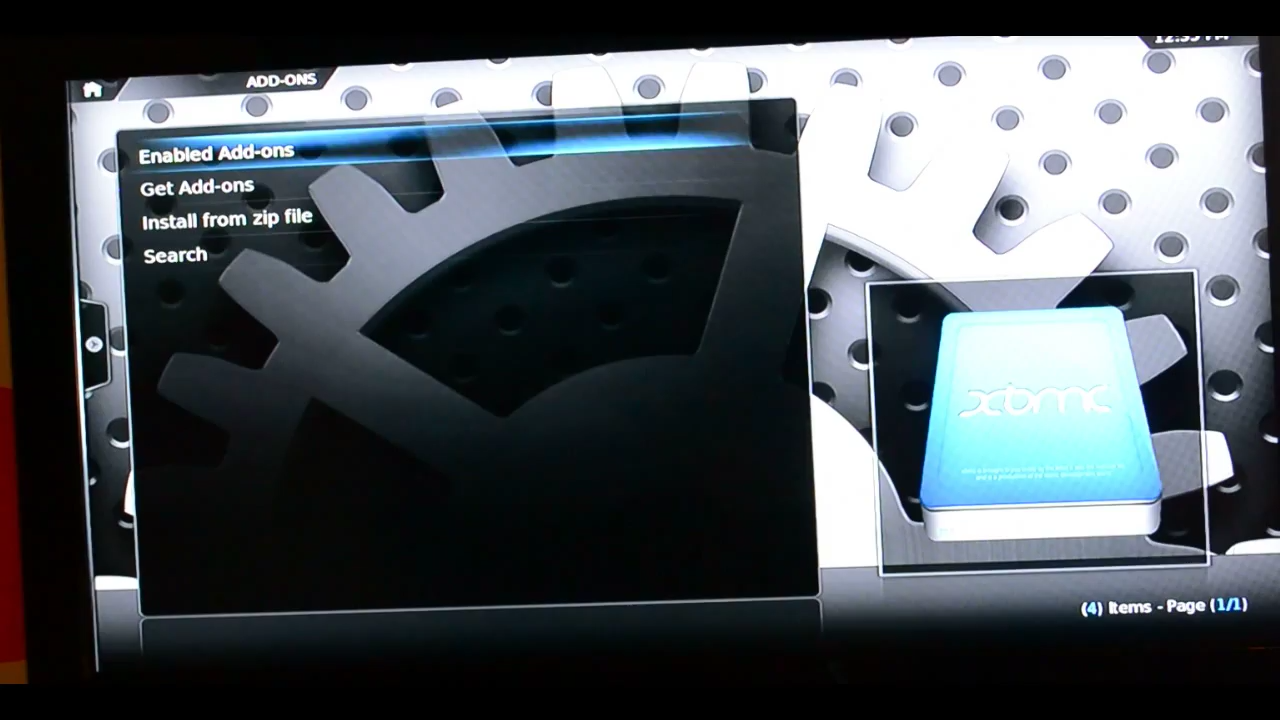 ADD-ONS
Enabled Add-ons
Get Add-ons
Install from zip file
Search
xbmc
(4) Items - Page (1/1)